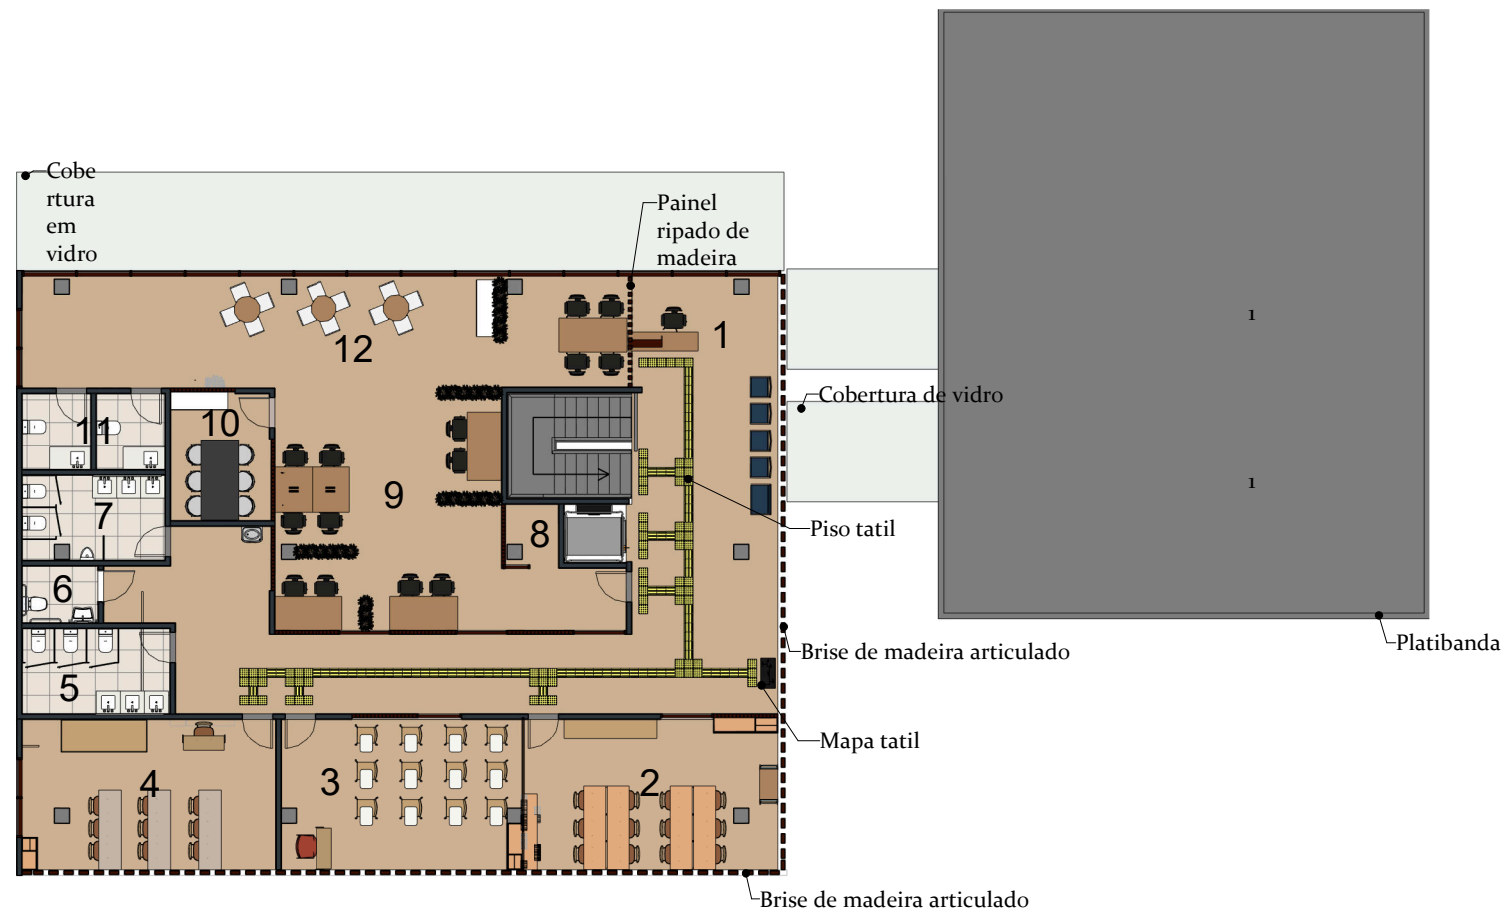 Cobe
rtura
em
vidro
Painel
ripado de
madeira
12
1
1
Cobertura de vidro
11
10
9
7
8
Piso tatil
1
6
5
Brise de madeira articulado
Platibanda
Mapa tatil
4
3
2
Brise de madeira articulado